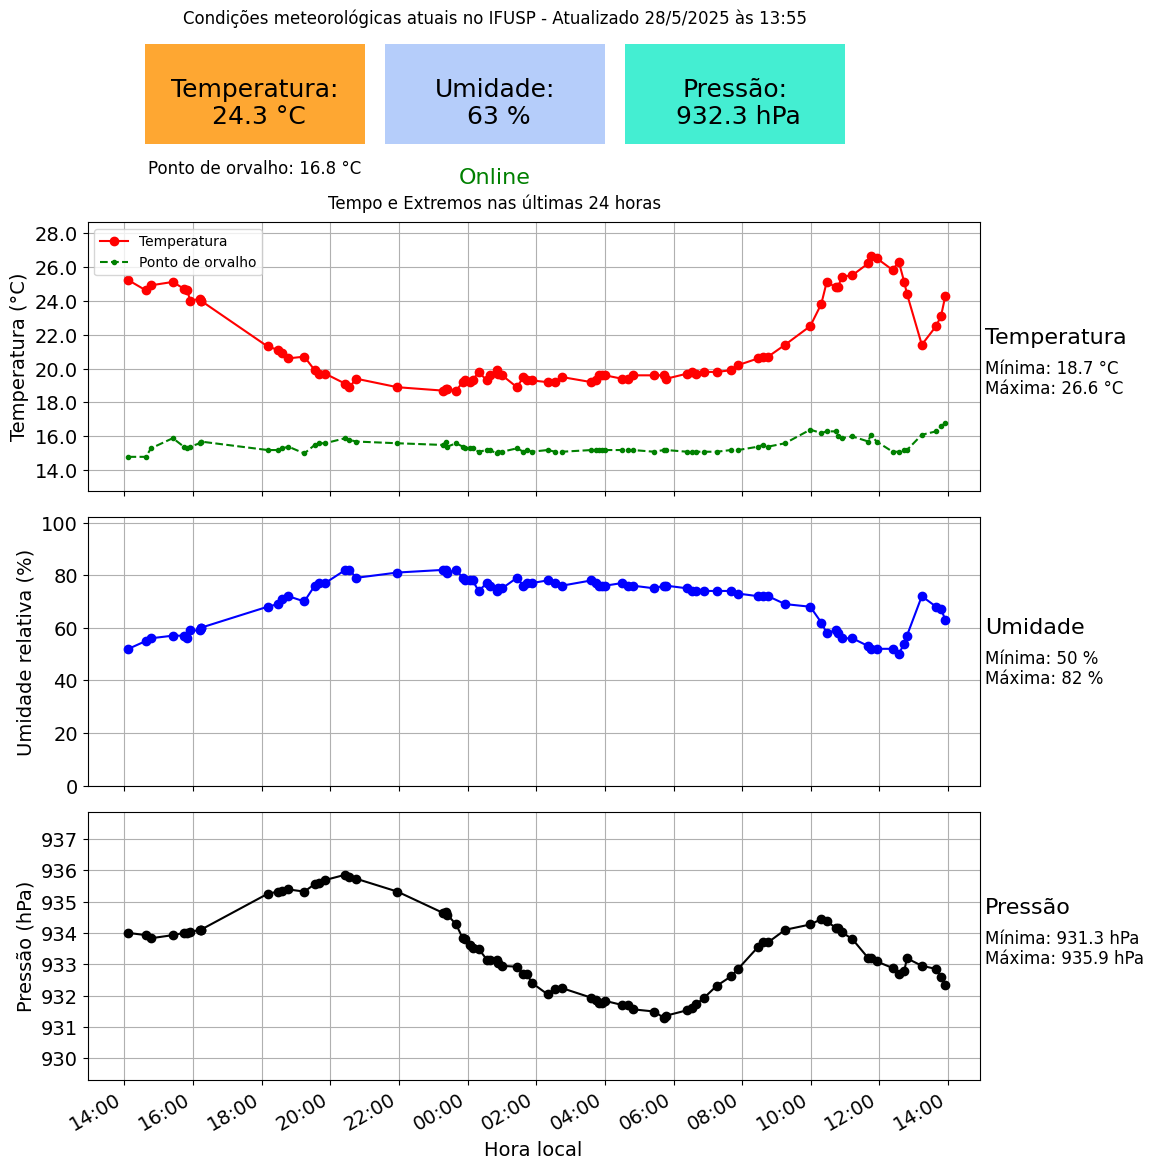 Condições meteorológicas atuais no IFUSP - Atualizado 28/5/2025 às 13:55
Temperatura:
24.3 °C
Umidade:
63 %
Pressão:
932.3 hPa
Ponto de orvalho: 16.8 °C
Online
Tempo e Extremos nas últimas 24 horas
Temperatura
Ponto de orvalho
Temperatura (°C)
28.0
26.0
24.0
22.0
20.0
18.0
16.0
14.0
Temperatura
Mínima: 18.7 °C
Máxima: 26.6 °C
Umidade relativa (%)
100
80
60
40
20
0
Umidade
Mínima: 50 %
Máxima: 82 %
Pressão (hPa)
937
936
935
934
933
932
931
930
Pressão
Mínima: 931.3 hPa
Máxima: 935.9 hPa
14:00 16:00 18:00 20:00 22:00 00:00 02:00 04:00 06:00 08:00 10:00 12:00 14:00
Hora local